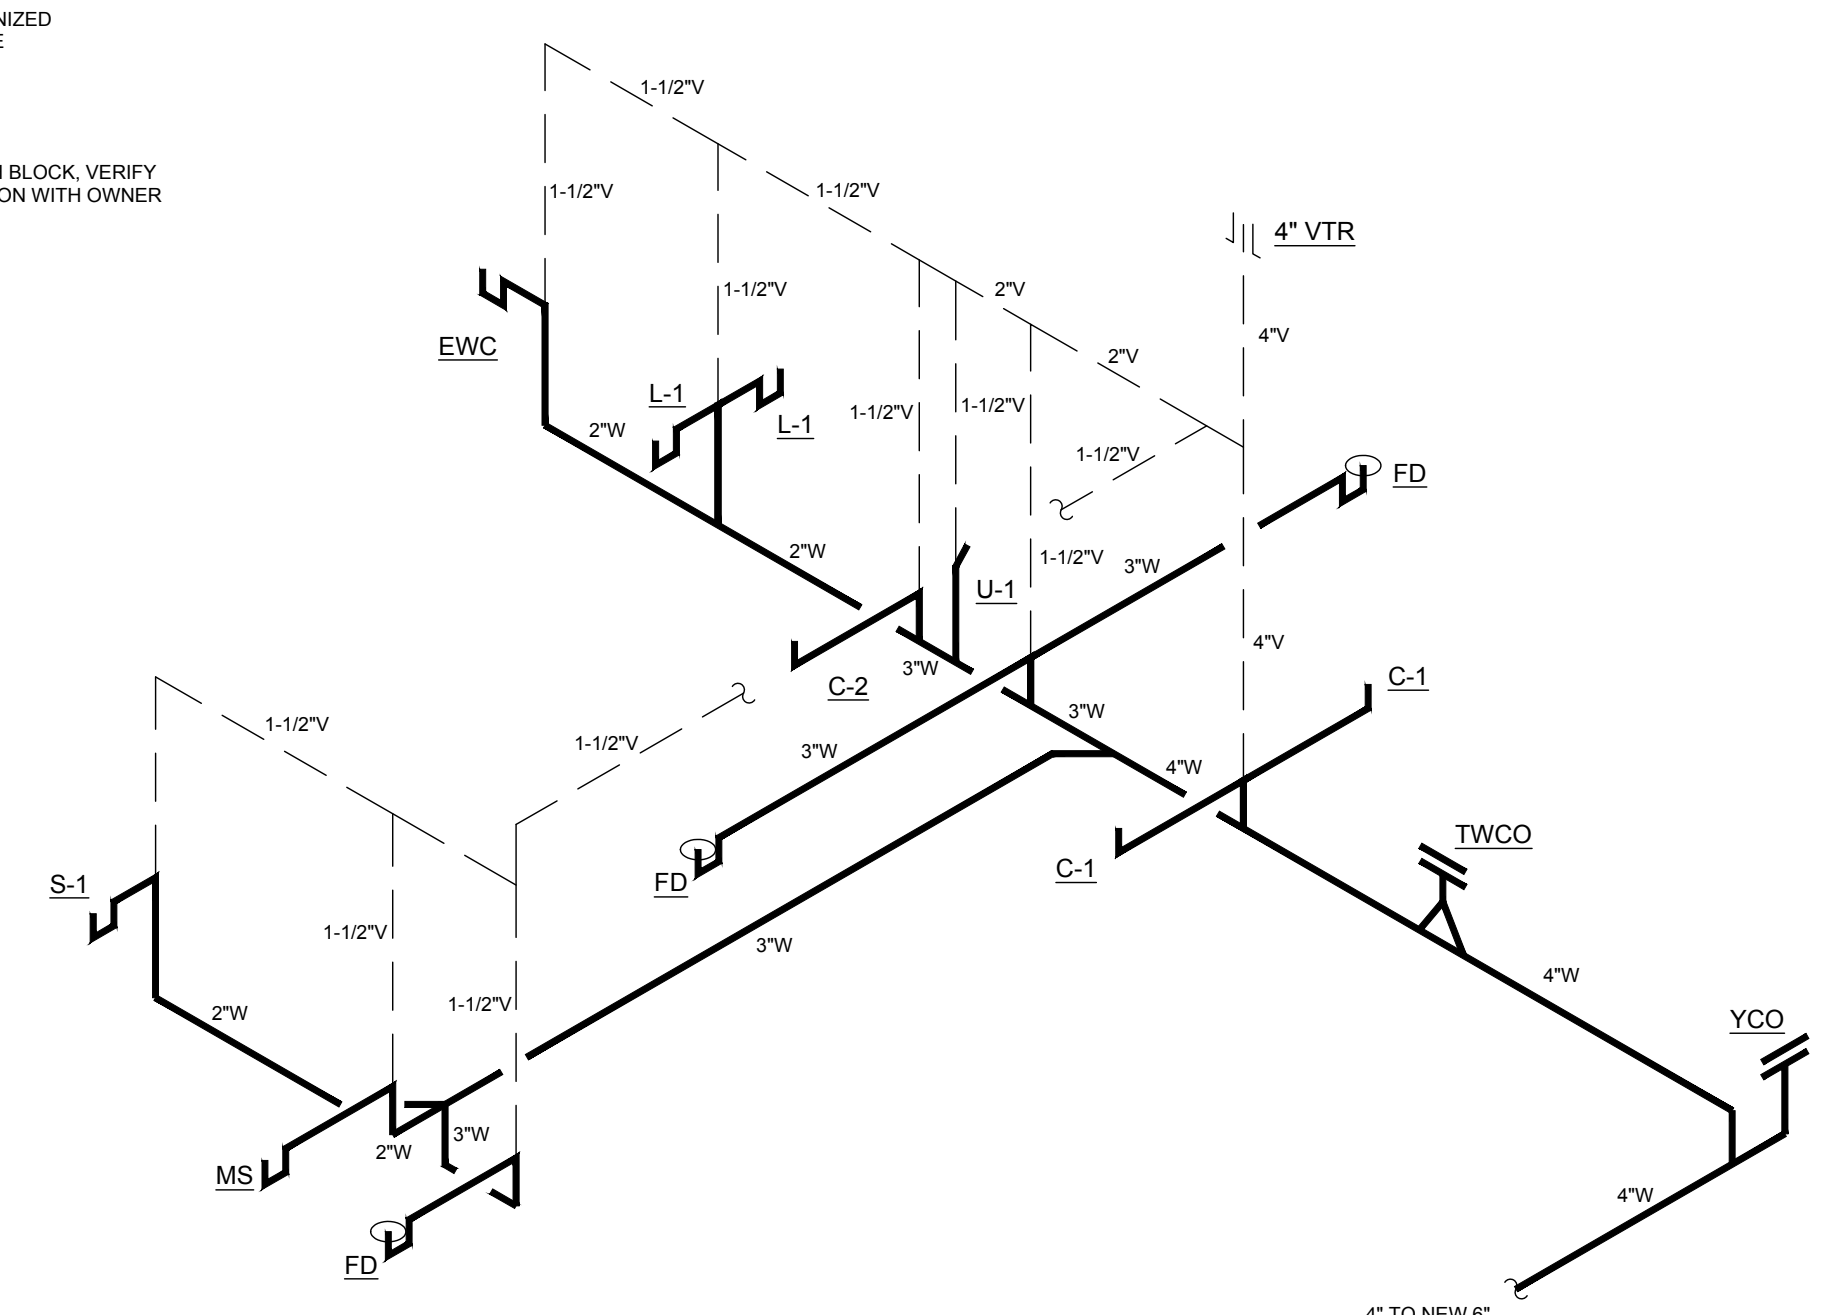 NIZED
E
1-1/2"V
BLOCK, VERIFY
ON WITH OWNER
1-1/2"V
1-1/2"V
4" VTR
1-1/2"V
2"V
4"V
EWC
2"V
L-1
1-1/2"V
1-1/2"V
L-1
2"W
1-1/2"V
FD
2"W
1-1/2"V
3"W
U-1
4"V
3"W
C-2
C-1
3"W
1-1/2"V
1-1/2"V
3"W
4"W
TWCO
C-1
S-1
FD
1-1/2"V
3"W
4"W
1-1/2"V
2"W
YCO
3"W
2"W
MS
4"W
FD
4" TO NEW 6"